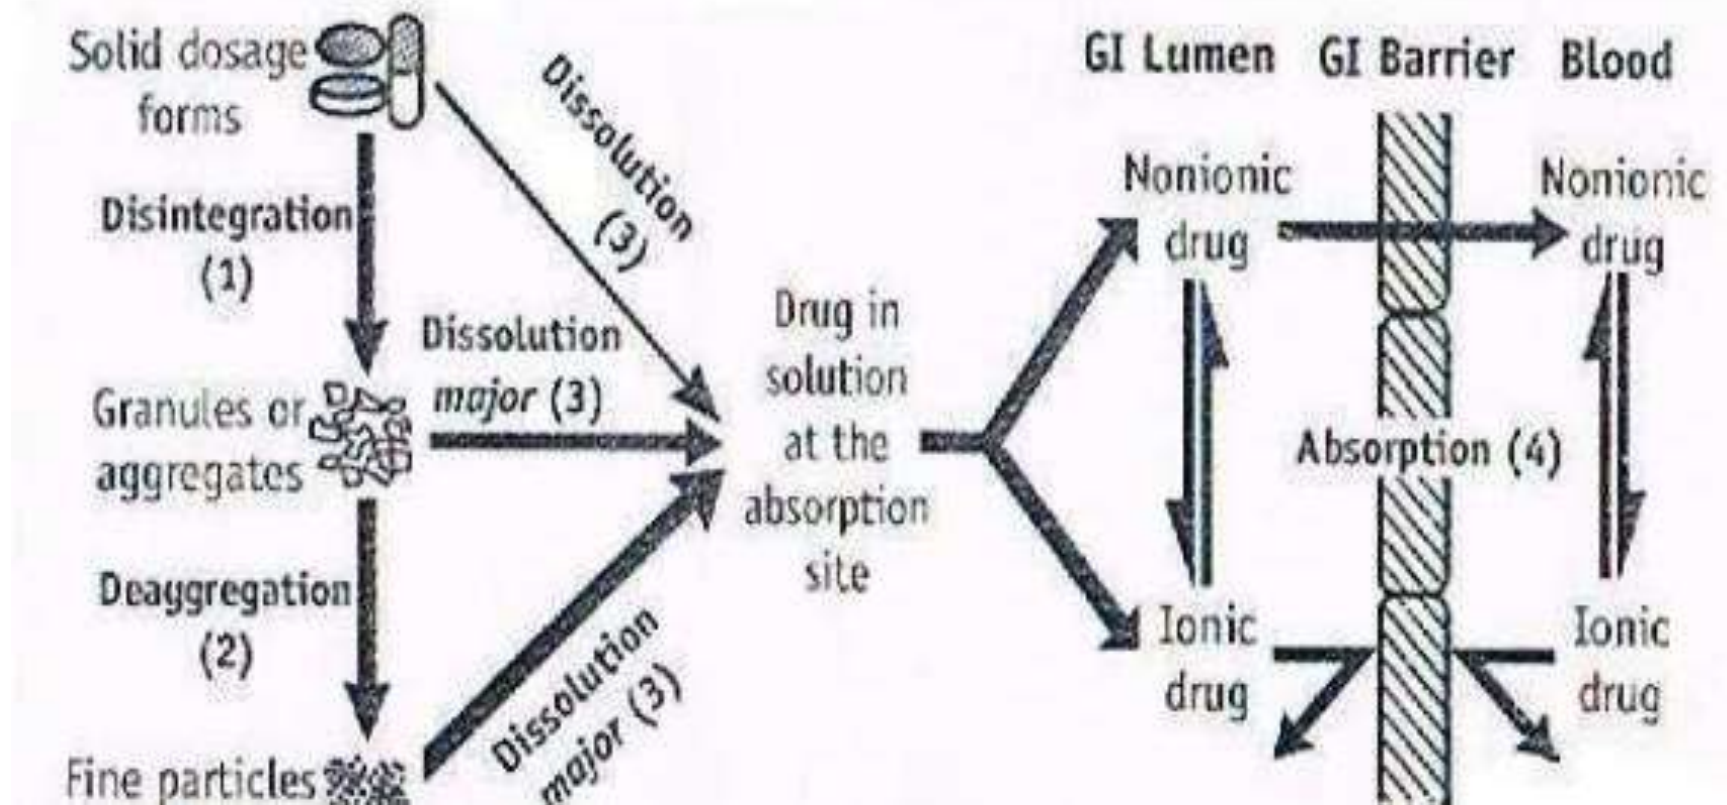 Solid dosage
forms
Disintegration
(1)
Granules or
aggregates
Deaggregation
(2)
Fine particles
Dissolution
(3)
Dissolution
major (3)
Dissolution
major (3)
Drug in
solution
at the
absorption
site
GI Lumen
GI Barrier
Blood
Nonionic
drug
Nonionic
drug
Absorption (4)
Ionic
drug
Ionic
drug